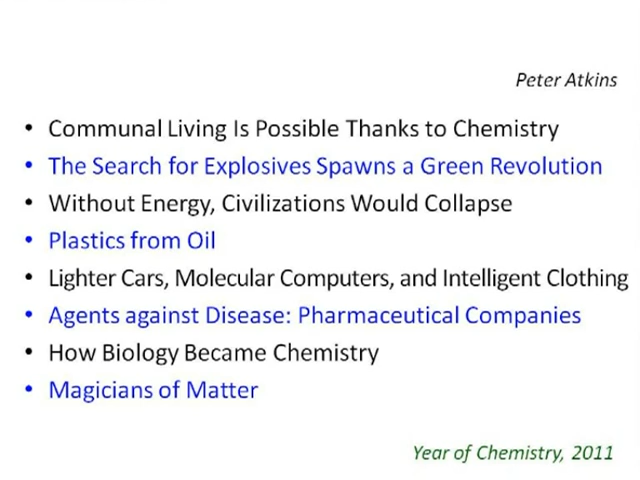 Peter Atkins
• Communal Living Is Possible Thanks to Chemistry
• The Search for Explosives Spawns a Green Revolution
• Without Energy, Civilizations Would Collapse
• Plastics from Oil
• Lighter Cars, Molecular Computers, and Intelligent Clothing
• Agents against Disease: Pharmaceutical Companies
• How Biology Became Chemistry
• Magicians of Matter
Year of Chemistry, 2011